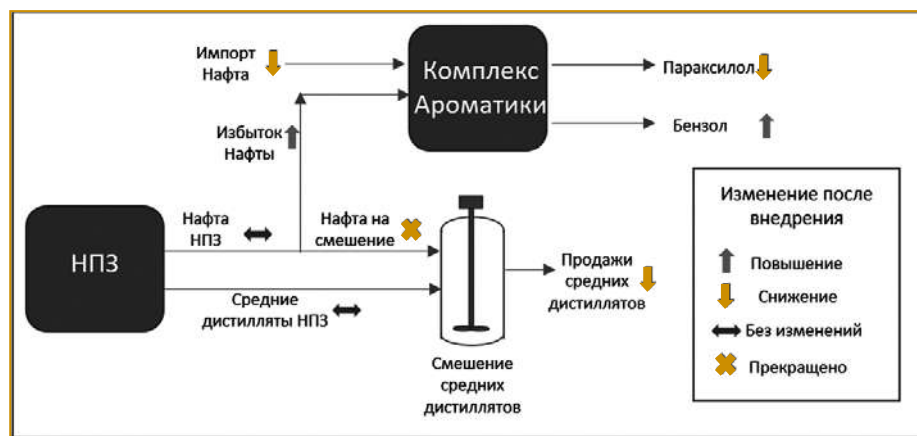 Импорт
Нафта
Комплекс
Ароматики
Параксилол
Бензол
Избыток
Нафты
НПЗ
Нафта
НПЗ
Нафта на
смешение
Средние
дистилляты НПЗ
Продажи
средних
дистиллятов
Смешение
средних
дистиллятов
Изменение после
внедрения
Повышение
Снижение
Без изменений
Прекращено